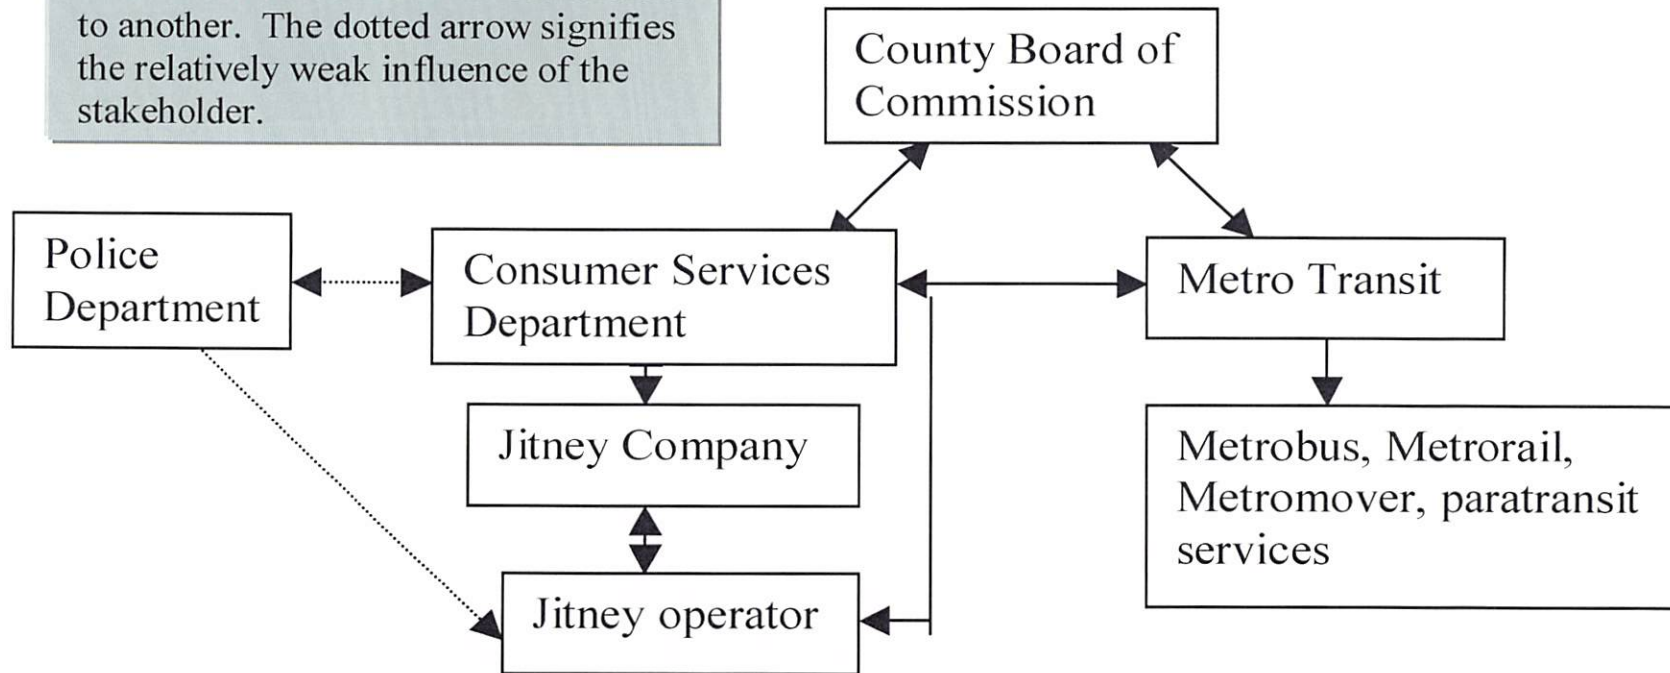 to another. The dotted arrow signifies
the relatively weak influence of the
stakeholder.
County Board of
Commission
Police
Department
Consumer Services
Department
Metro Transit
Jitney Company
Metrobus, Metrorail,
Metromover, paratransit
services
Jitney operator